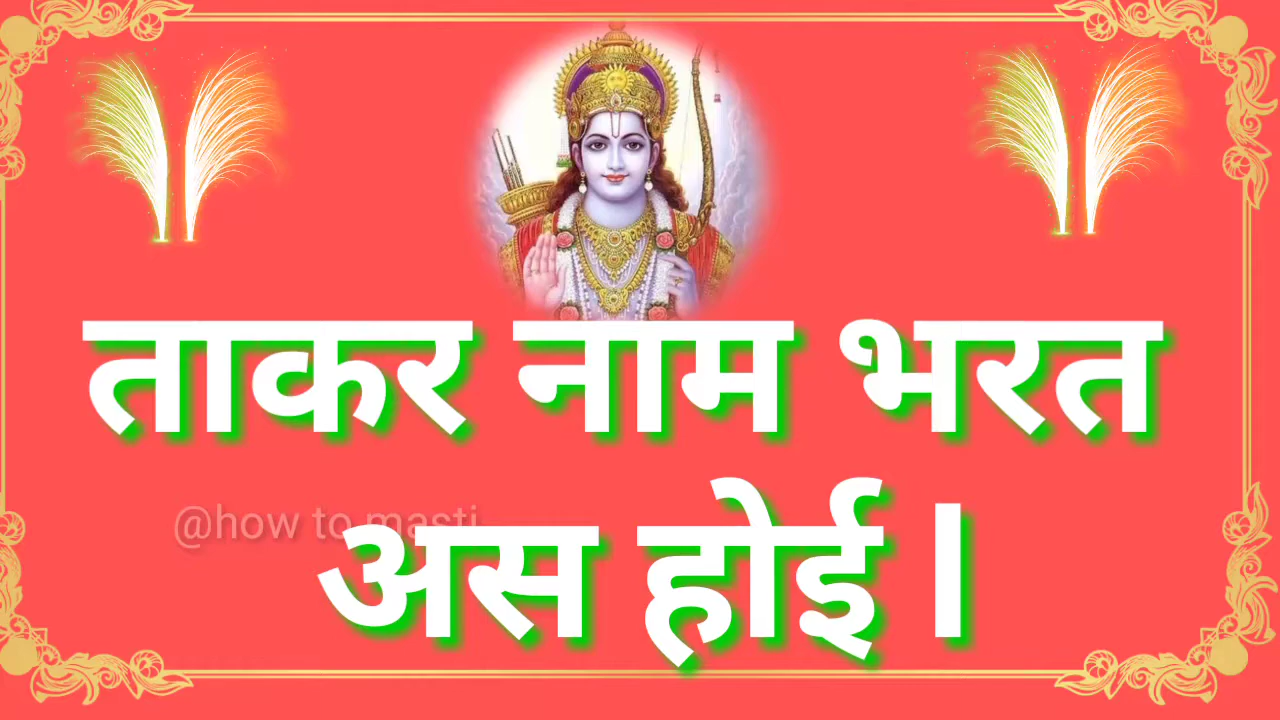 ताकर नाम भरत
@how to masti
अस होई ।